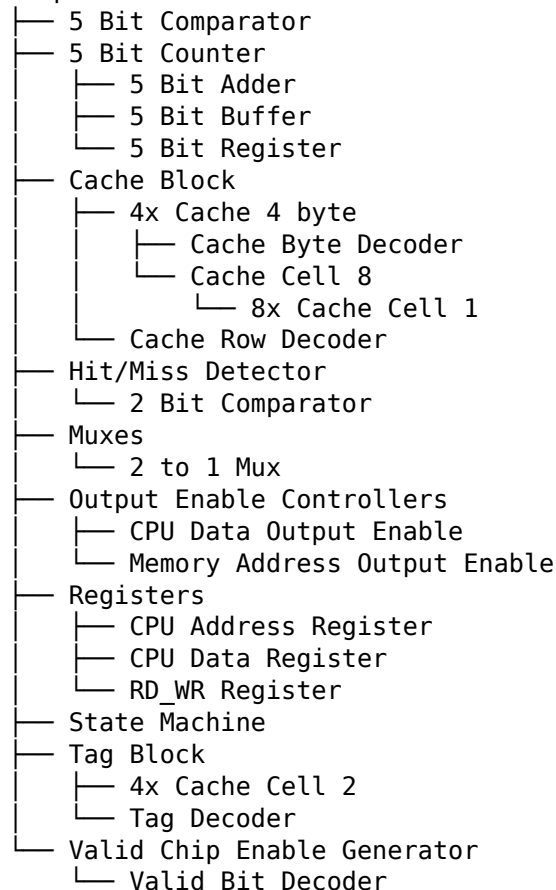 ├── 5 Bit Comparator
├── 5 Bit Counter
│   ├── 5 Bit Adder
│   ├── 5 Bit Buffer
│   └── 5 Bit Register
├── Cache Block
│   ├── 4x Cache 4 byte
│   │   ├── Cache Byte Decoder
│   │   └── Cache Cell 8
│   │       └── 8x Cache Cell 1
│   └── Cache Row Decoder
├── Hit/Miss Detector
│   └── 2 Bit Comparator
├── Muxes
│   └── 2 to 1 Mux
├── Output Enable Controllers
│   ├── CPU Data Output Enable
│   └── Memory Address Output Enable
├── Registers
│   ├── CPU Address Register
│   ├── CPU Data Register
│   └── RD_WR Register
├── State Machine
├── Tag Block
│   ├── 4x Cache Cell 2
│   └── Tag Decoder
└── Valid Chip Enable Generator
    └── Valid Bit Decoder